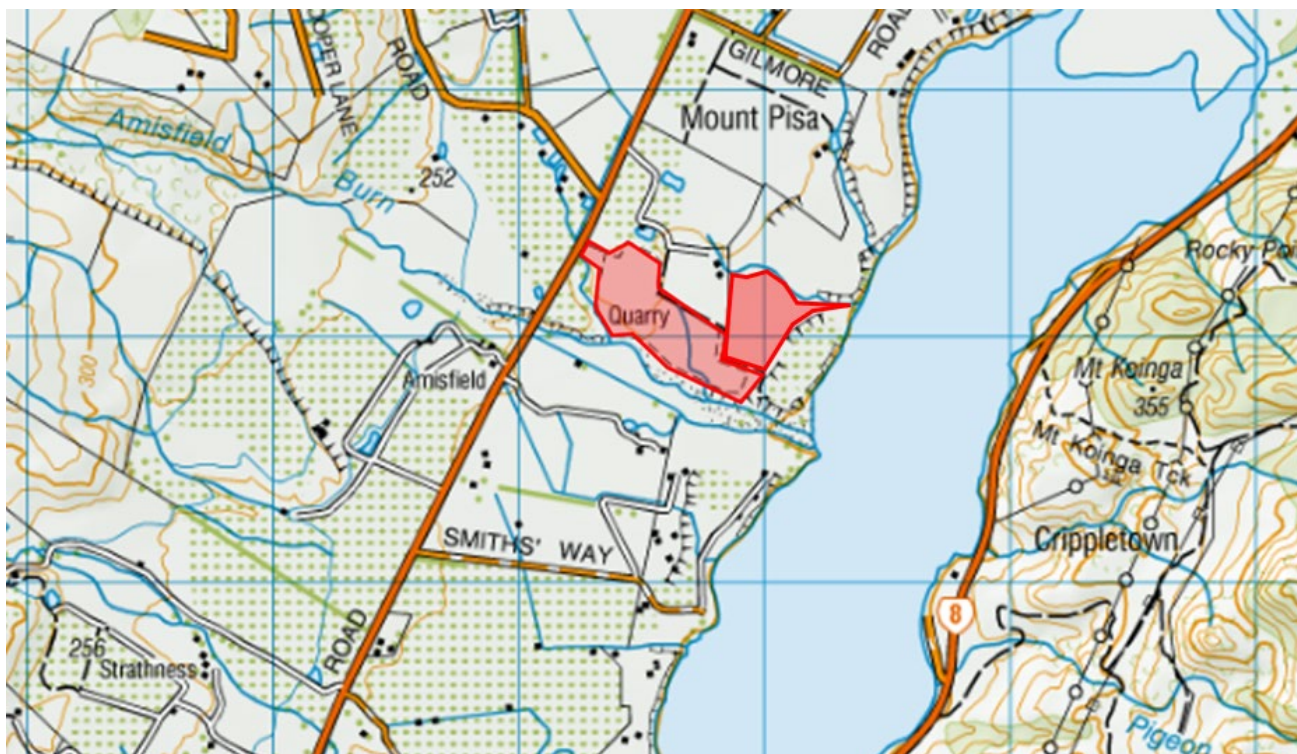 OOPER LANE
ROAD
GILMORE
ROAD
Mount Pisa
Amisfield
Burn
252
Rocky Poi
Quarry
300
Amisfield
Mt Koinga
355
Mt Koinga Tck
SMITHS' WAY
Crippletown
8
ROAD
256
Strathness
Pigeon